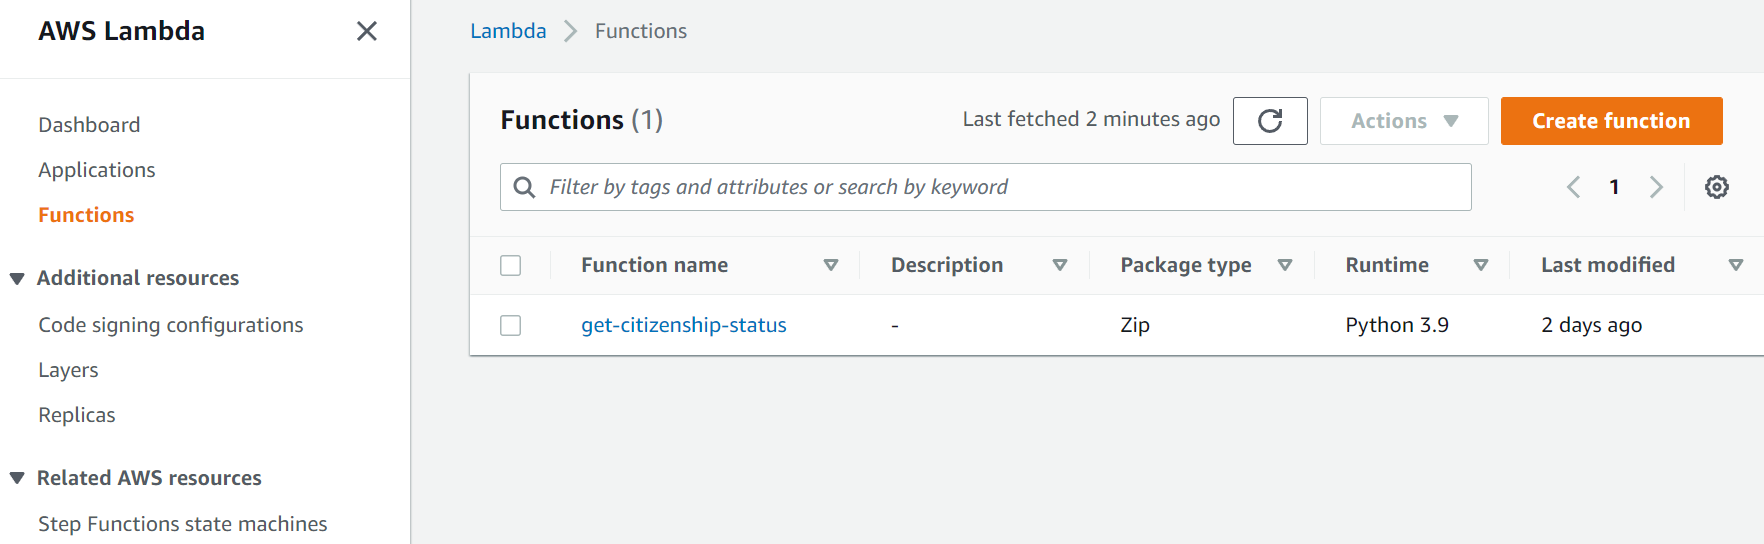 AWS Lambda
Dashboard
Applications
Functions
Additional resources
Code signing configurations
Layers
Replicas
Related AWS resources
Step Functions state machines
Lambda Functions
Functions (1) Last fetched 2 minutes ago Actions Create function
Filter by tags and attributes or search by keyword 1
Function name Description Package type Runtime Last modified
get-citizenship-status - Zip Python 3.9 2 days ago